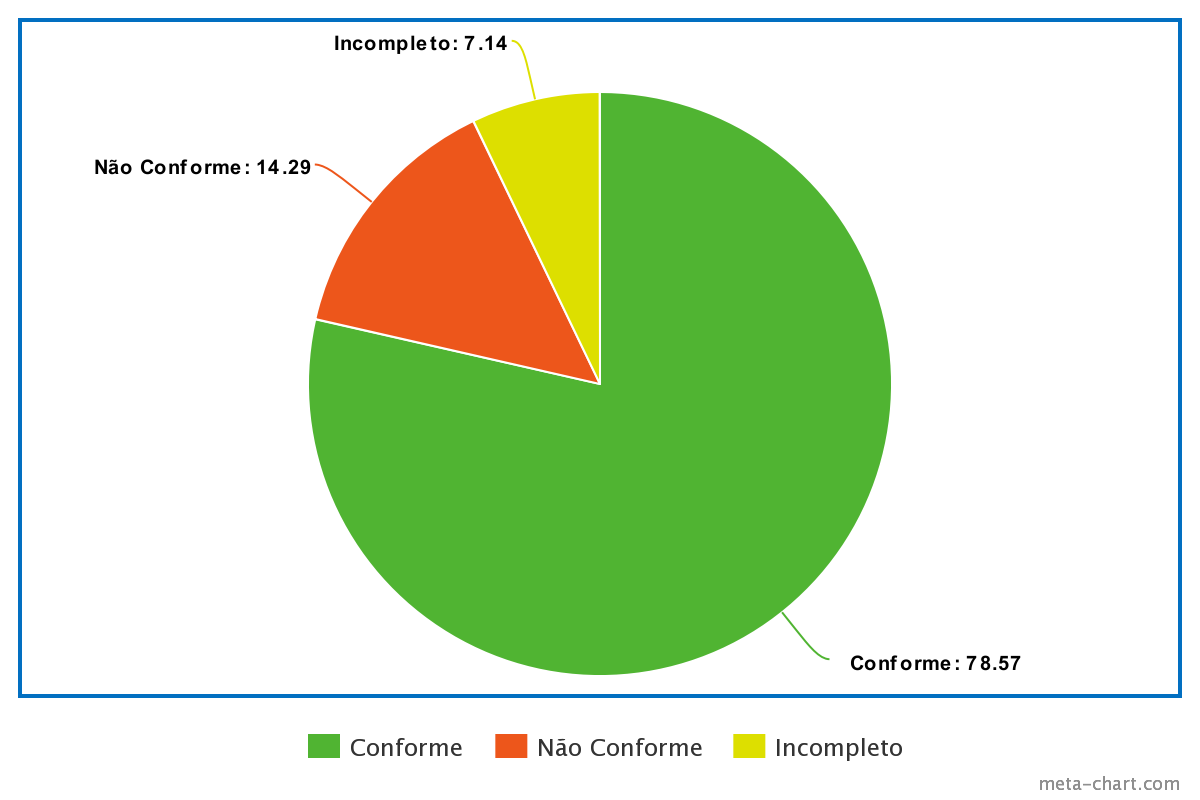 Incompleto: 7.14
Não Conforme: 14.29
Conforme: 78.57
Conforme
Não Conforme
Incompleto
meta-chart.com